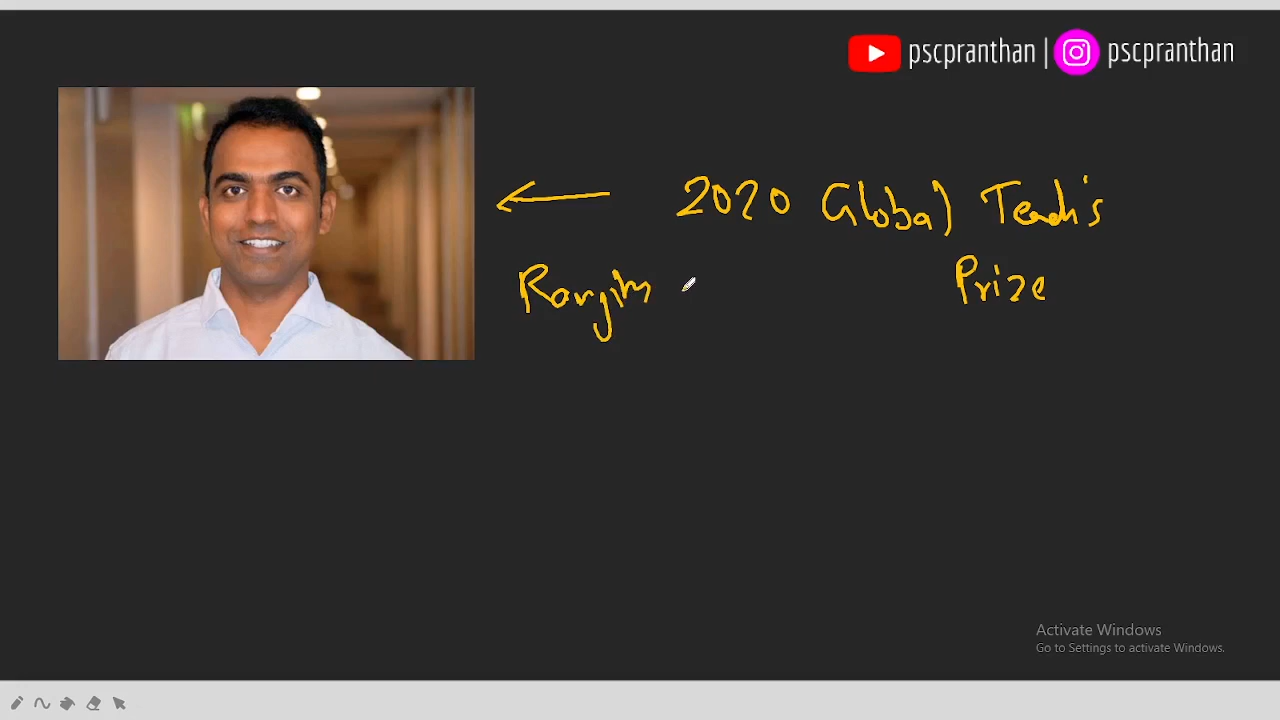 pscpranthan | pscpranthan
2020 Global Teach's
Ranjith
Prize
Activate Windows
Go to Settings to activate Windows.